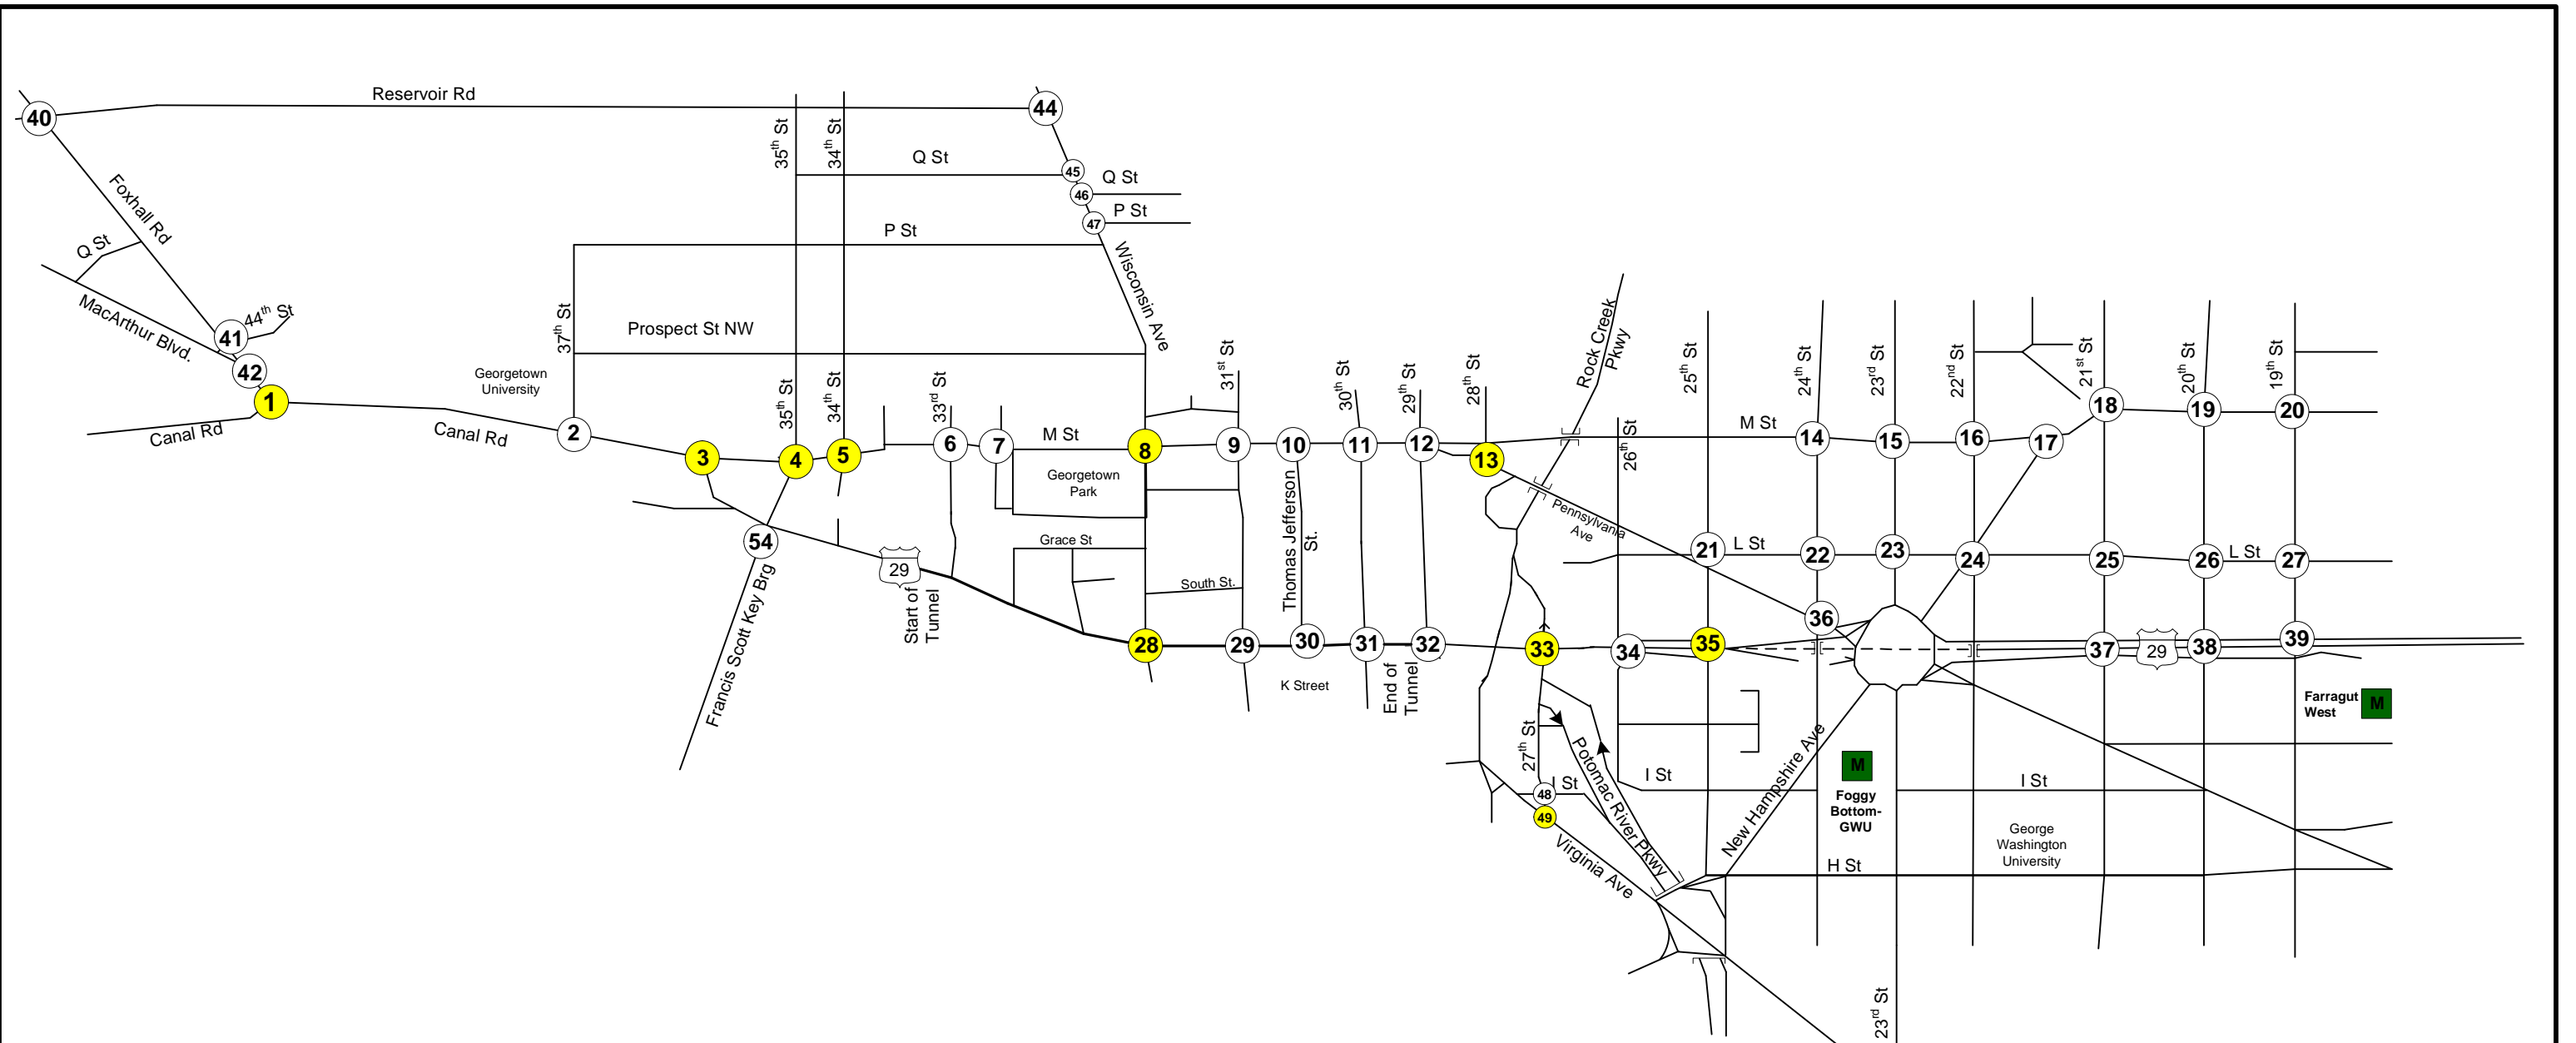 Reservoir Rd
40
44
35th St
34th St
Q St
45
Q St
46
P St
47
Foxhall Rd
P St
Q St
Wisconsin Ave
MacArthur Blvd.
41
44th St
42
1
Canal Rd
Canal Rd
Georgetown
University
37th St
Prospect St NW
2
3
35th St
4
34th St
5
33rd St
6
7
M St
Georgetown
Park
8
31st St
9
10
30th St
11
29th St
12
28th St
13
Rock Creek
Pkwy
26th St
25th St
M St
24th St
14
23rd St
15
22nd St
16
17
21st St
18
20th St
19
19th St
20
54
Francis Scott Key Brg
29
Start of
Tunnel
Grace St
South St.
Thomas Jefferson
St.
Pennsylvania
Ave
21
L St
22
23
24
25
26
L St
27
28
29
30
31
32
K Street
End of
Tunnel
33
34
35
36
37
29
38
39
Farragut
West
M
27th St
Potomac River Pkwy
48
I St
49
Virginia Ave
I St
New Hampshire Ave
M
Foggy
Bottom-
GWU
I St
George
Washington
University
H St
23rd St